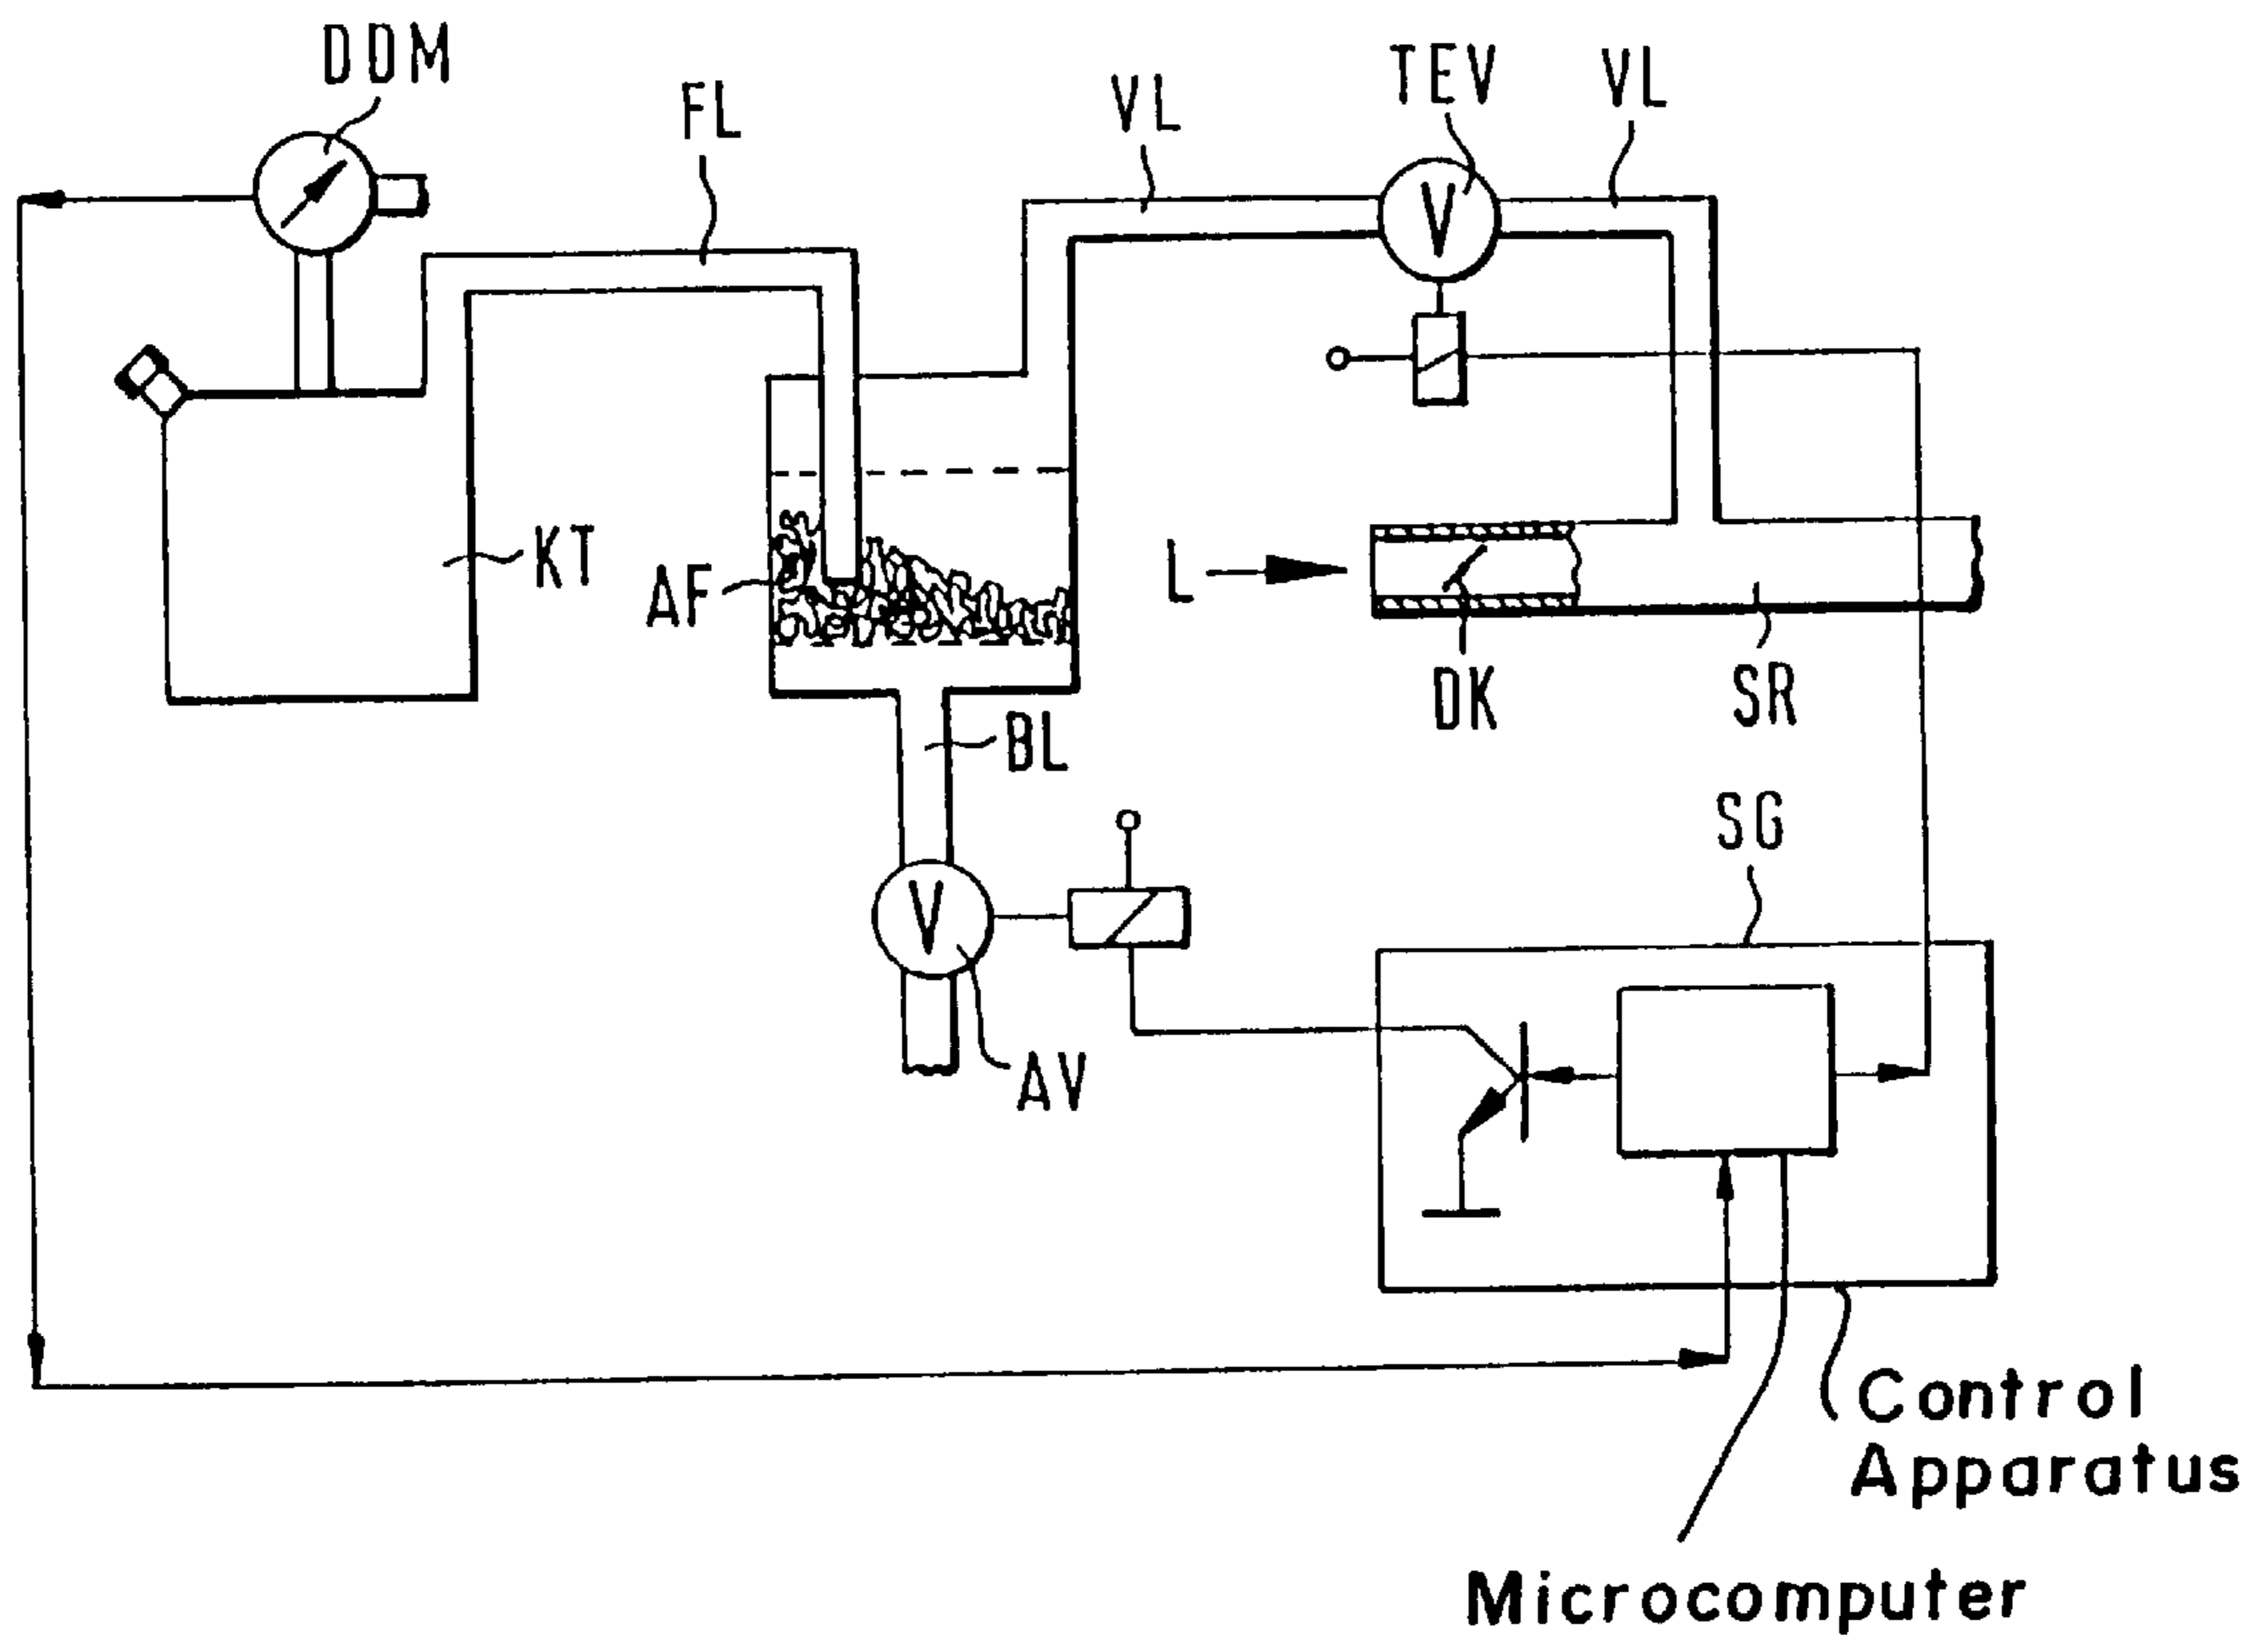 DDM
FL
VL
TEV
VL
V
KT
AF
L
DK
SR
BL
SG
V
AV
Control
Apparatus
Microcomputer